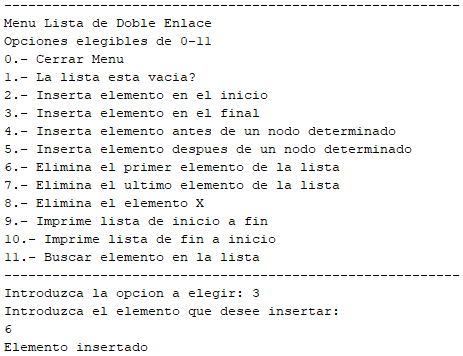 ----------------------------------------------------------
Menu Lista de Doble Enlace
Opciones elegibles de 0-11
0.- Cerrar Menu
1.- La lista esta vacia?
2.- Inserta elemento en el inicio
3.- Inserta elemento en el final
4.- Inserta elemento antes de un nodo determinado
5.- Inserta elemento despues de un nodo determinado
6.- Elimina el primer elemento de la lista
7.- Elimina el ultimo elemento de la lista
8.- Elimina el elemento X
9.- Imprime lista de inicio a fin
10.- Imprime lista de fin a inicio
11.- Buscar elemento en la lista
----------------------------------------------------------
Introduzca la opcion a elegir: 3
Introduzca el elemento que desee insertar:
6
Elemento insertado